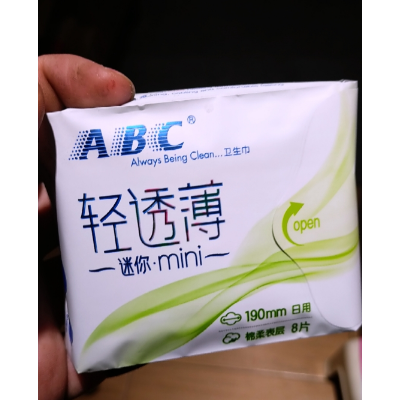 ABC®
Always Being Clean...卫生巾
轻透薄
迷你·mini
open
190mm 日用
棉柔表层 8片